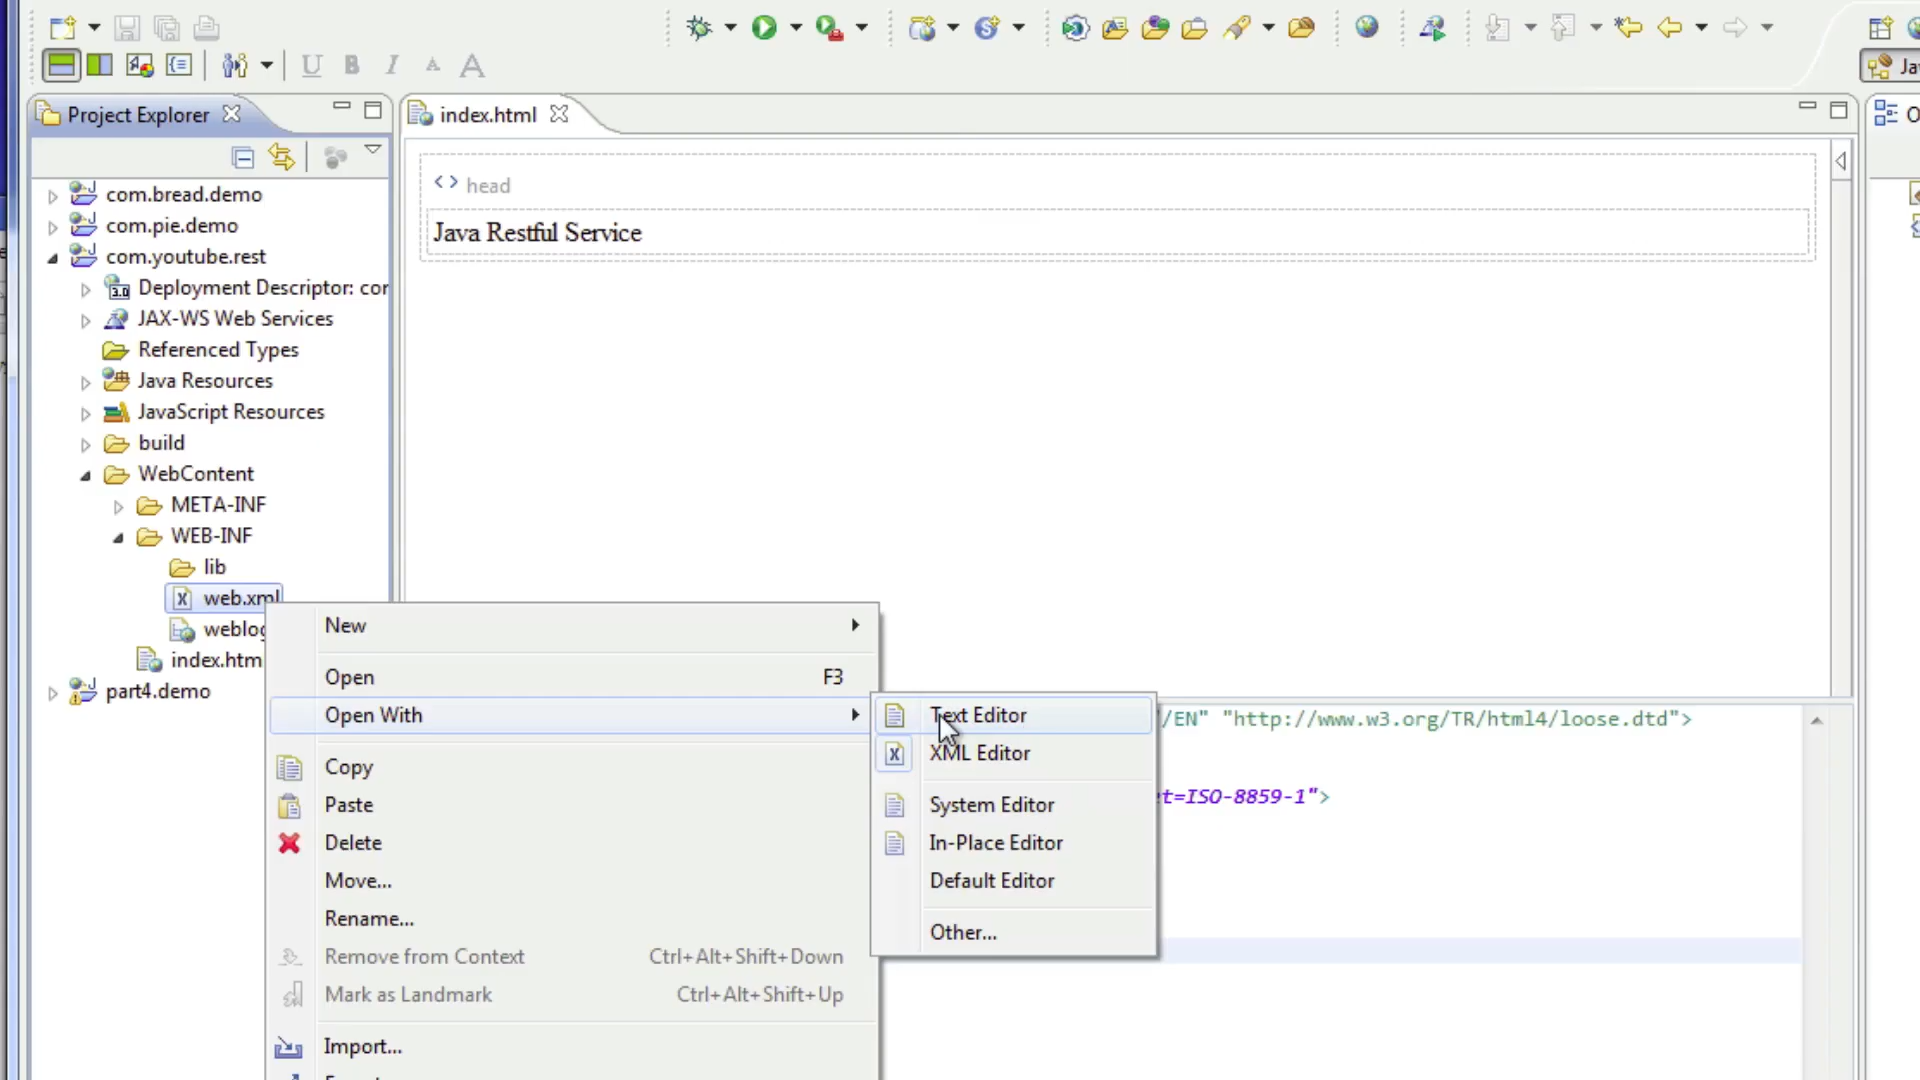 U B I A A
Ja
Project Explorer
index.html
O
com.bread.demo
com.pie.demo
com.youtube.rest
3.0 Deployment Descriptor: cor
JAX-WS Web Services
Referenced Types
Java Resources
JavaScript Resources
build
WebContent
META-INF
WEB-INF
lib
X web.xml
weblog
index.htm
part4.demo
<> head
Java Restful Service
New
Open F3
Open With
Copy
Paste
Delete
Move...
Rename...
Remove from Context Ctrl+Alt+Shift+Down
Mark as Landmark Ctrl+Alt+Shift+Up
Import...
Text Editor
X XML Editor
System Editor
In-Place Editor
Default Editor
Other...
/EN" "http://www.w3.org/TR/html4/loose.dtd">
t=ISO-8859-1">